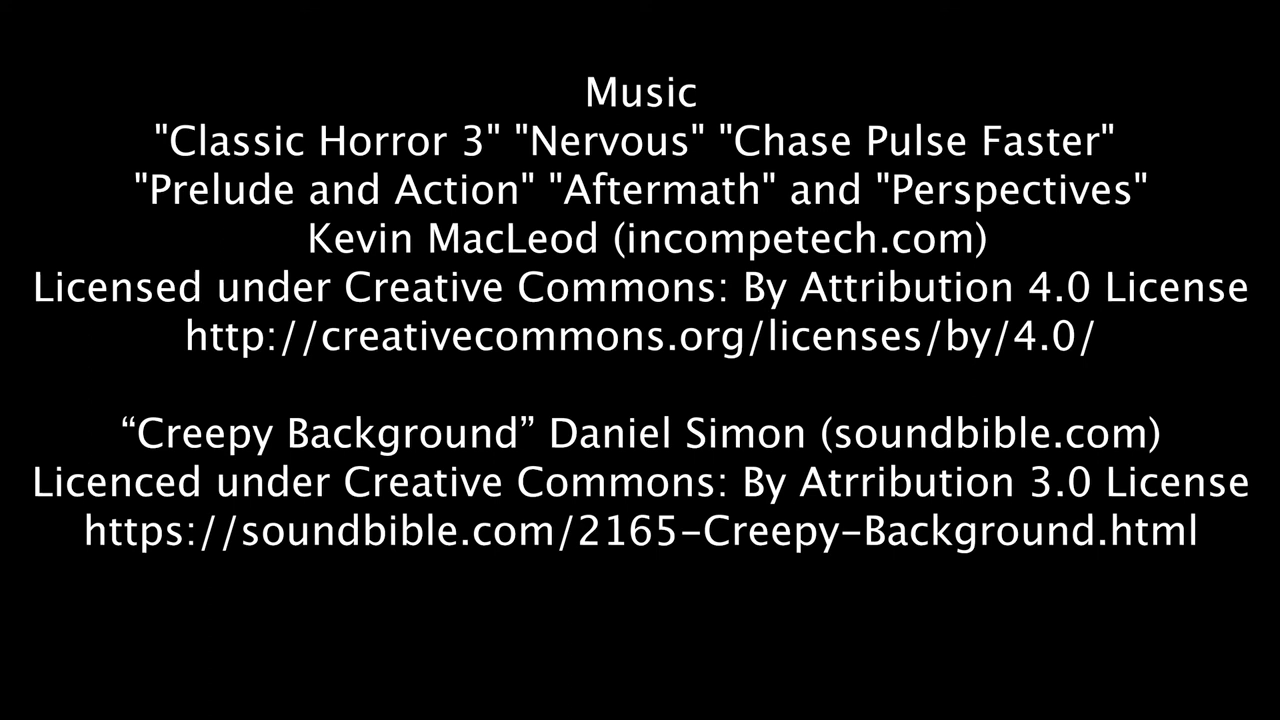 Music
"Classic Horror 3" "Nervous" "Chase Pulse Faster"
"Prelude and Action" "Aftermath" and "Perspectives"
Kevin MacLeod (incompetech.com)
Licensed under Creative Commons: By Attribution 4.0 License
http://creativecommons.org/licenses/by/4.0/
“Creepy Background” Daniel Simon (soundbible.com)
Licenced under Creative Commons: By Atrribution 3.0 License
https://soundbible.com/2165-Creepy-Background.html